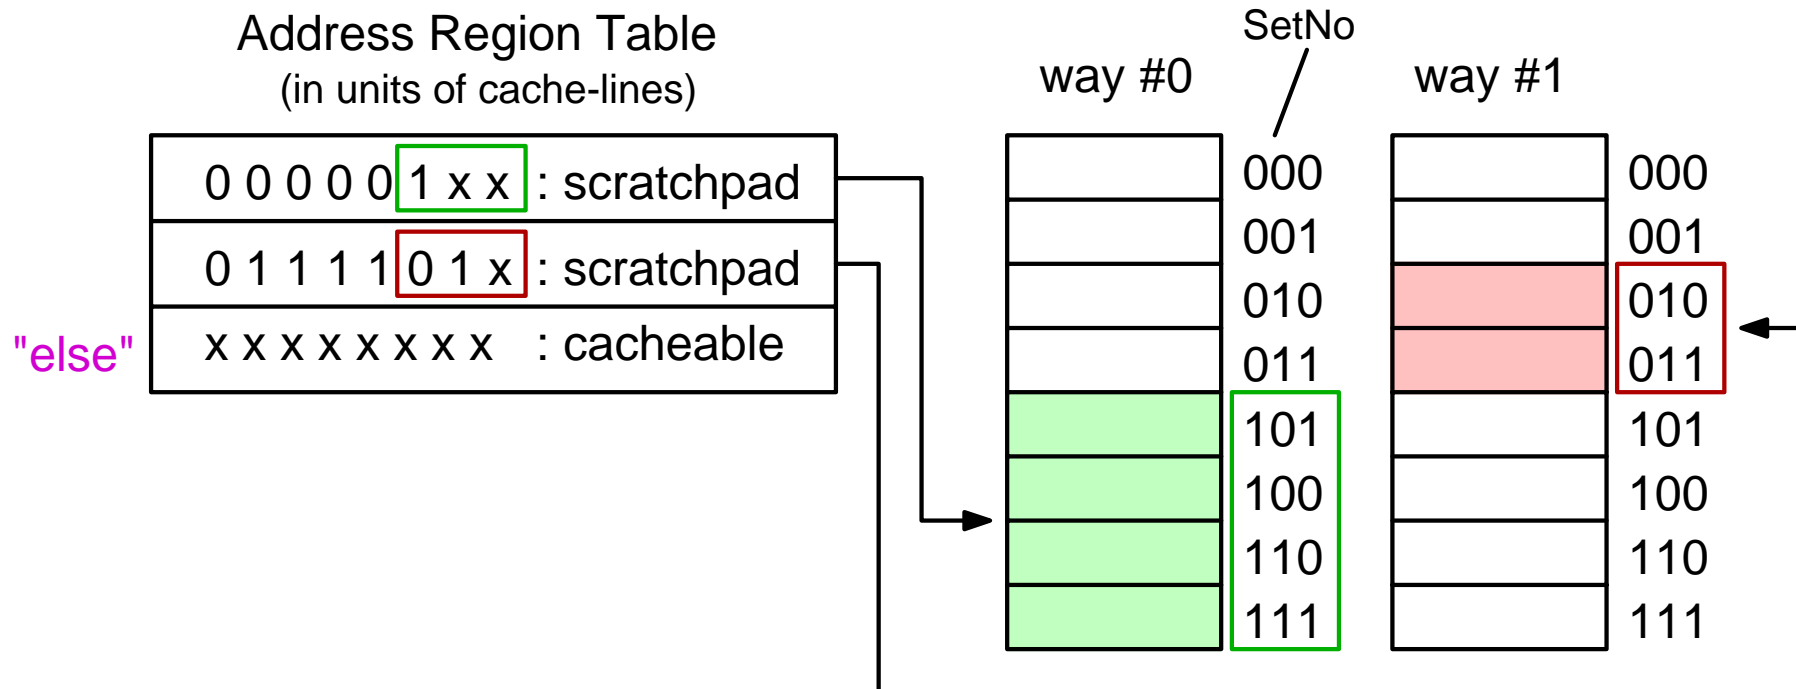 Address Region Table
(in units of cache-lines)
0 0 0 0 0 1 x x : scratchpad
0 1 1 1 1 0 1 x : scratchpad
"else"
x x x x x x x x : cacheable
SetNo
way #0
000
001
010
011
101
100
110
111
way #1
000
001
010
011
101
100
110
111